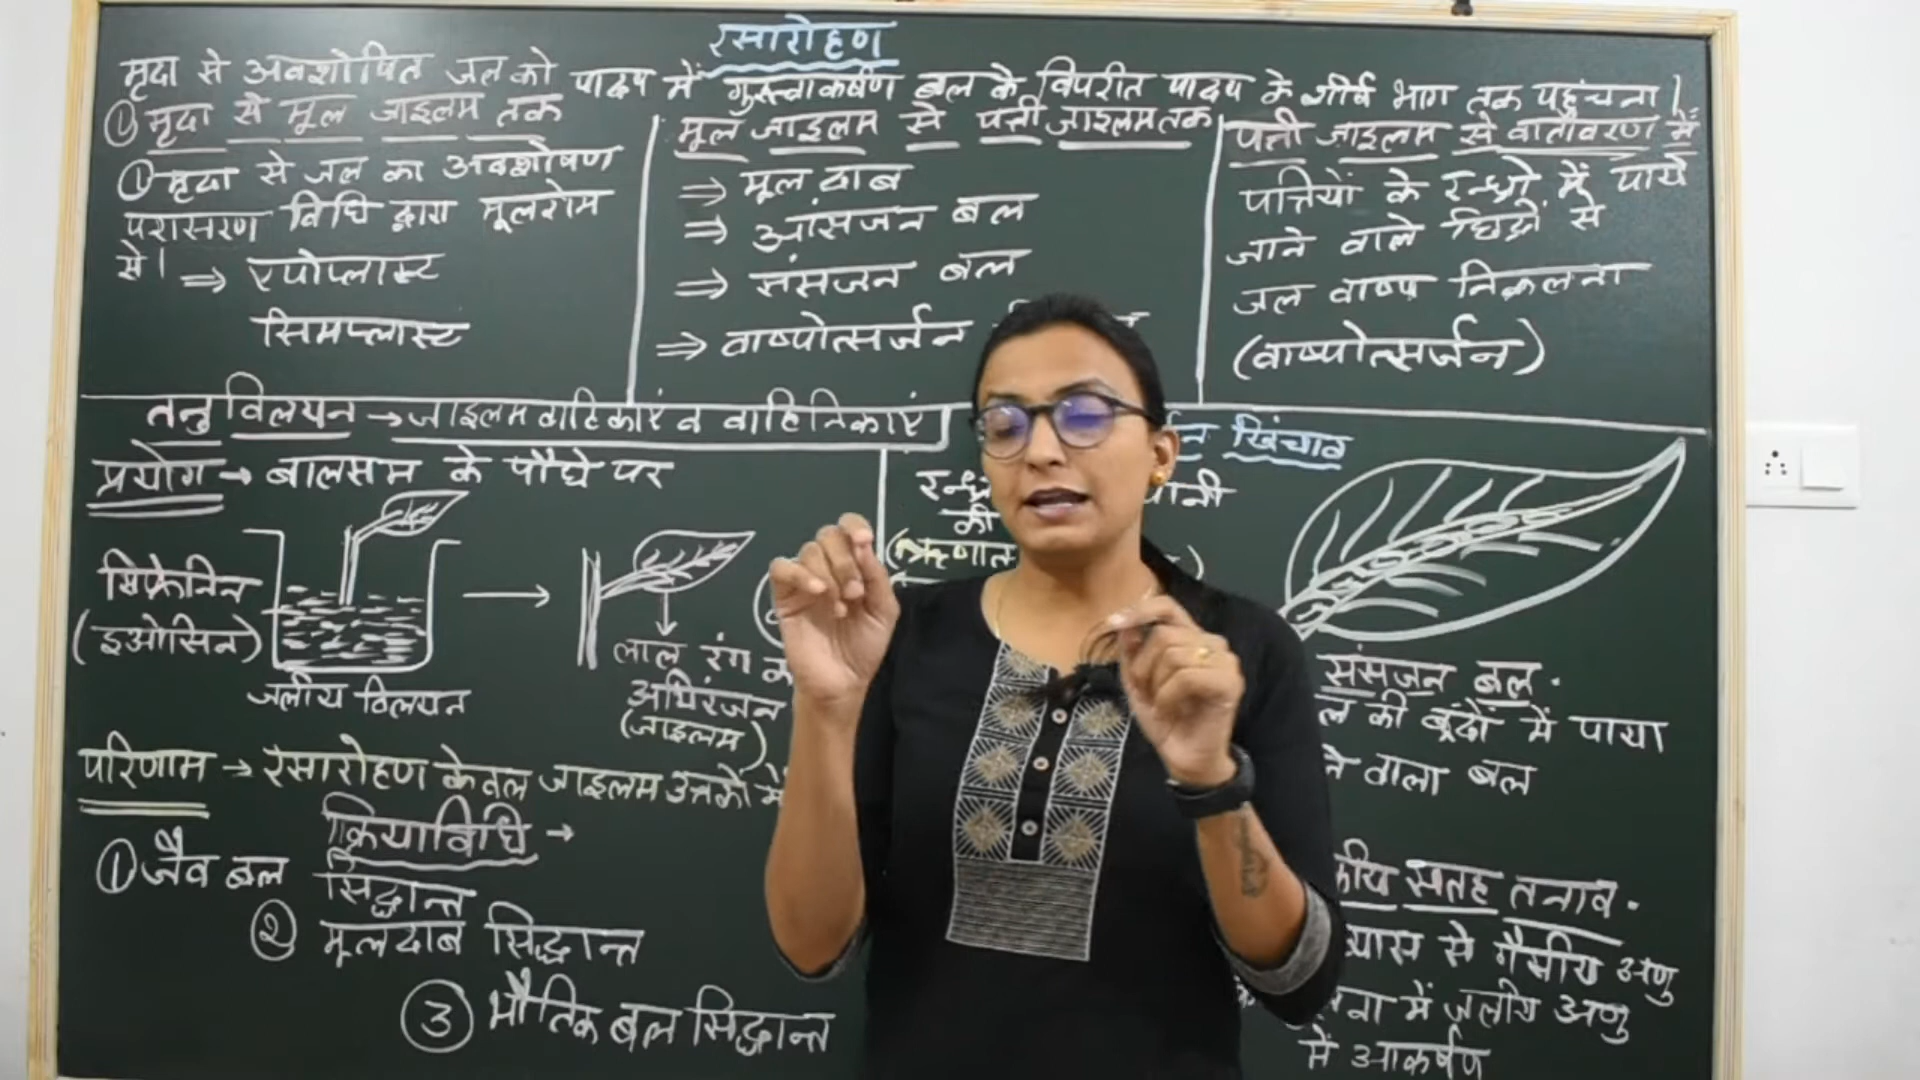 रसारोहण
मृदा से अवशोषित जल को पादप में गुरुत्वाकर्षण बल के विपरीत पादप के शीर्ष भाग तक पहुंचना।
① मृदा से मूल जाइलम तक
① मृदा से जल का अवशोषण
परासरण विधि द्वारा मूलरोम
से। ⇒ एपोप्लास्ट
सिमप्लास्ट
मूल जाइलम से पत्ती जाइलम तक
⇒ मूल दाब
⇒ आंसजन बल
⇒ संसजन बल
⇒ वाष्पोत्सर्जन
पत्ती जाइलम से वातावरण में
पत्तियों के रन्ध्रो में पाये
जाने वाले छिद्रों से
जल वाष्प निकलना
(वाष्पोत्सर्जन)
तन्तु विलयन → जाइलम वाहिकाएं व वाहिनिकाएं
प्रयोग → बालसम के पौधे पर
सेफ्रेनिन
(इओसिन)
जलीय विलयन
लाल रंग
अभिरंजन
(जाइलम)
परिणाम → रसारोहण केवल जाइलम उत्तकों में
क्रियाविधि →
① जैव बल सिद्धान्त
② मूलदाब सिद्धान्त
③ भौतिक बल सिद्धान्त
खिंचाव
की
संसजन बल.
की बूंदों में पाया
वाला बल
सतह तनाव.
से गैसीय अणु
में जलीय अणु
में आकर्षण